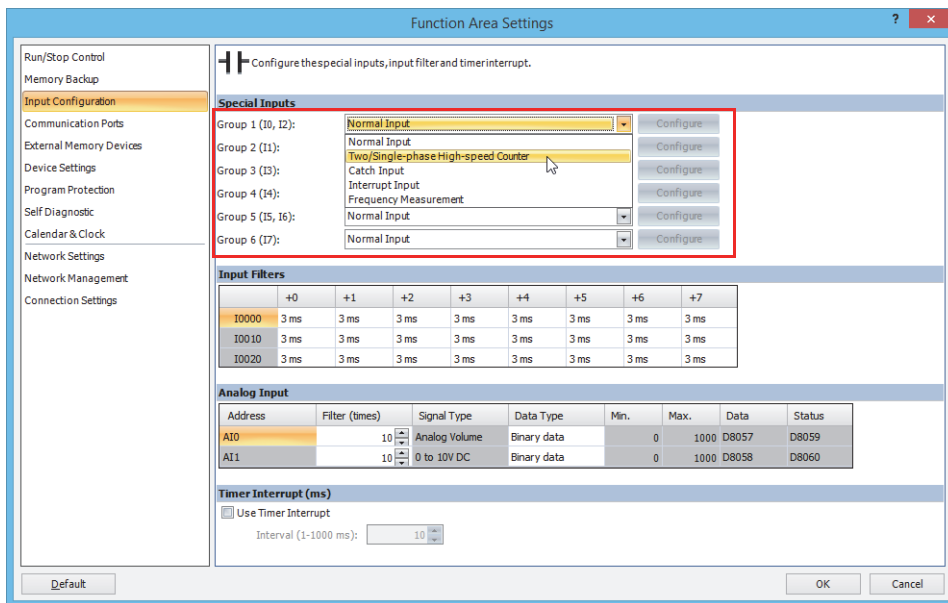 Function Area Settings
?
×
Run/Stop Control
Memory Backup
Input Configuration
Communication Ports
External Memory Devices
Device Settings
Program Protection
Self Diagnostic
Calendar & Clock
Network Settings
Network Management
Connection Settings
Configure the special inputs, input filter and timer interrupt.
Special Inputs
Group 1 (I0, I2): Normal Input Configure
Normal Input
Group 2 (I1): Configure
Two/Single-phase High-speed Counter
Group 3 (I3): Catch Input Configure
Interrupt Input
Group 4 (I4): Configure
Frequency Measurement
Group 5 (I5, I6): Normal Input Configure
Group 6 (I7): Normal Input Configure
Input Filters
+0 +1 +2 +3 +4 +5 +6 +7
I0000 3 ms 3 ms 3 ms 3 ms 3 ms 3 ms 3 ms 3 ms
I0010 3 ms 3 ms 3 ms 3 ms 3 ms 3 ms 3 ms 3 ms
I0020 3 ms 3 ms 3 ms 3 ms 3 ms 3 ms 3 ms 3 ms
Analog Input
Address Filter (times) Signal Type Data Type Min. Max. Data Status
AI0 10 Analog Volume Binary data 0 1000 D8057 D8059
AI1 10 0 to 10V DC Binary data 0 1000 D8058 D8060
Timer Interrupt (ms)
Use Timer Interrupt
Interval (1-1000 ms): 10
Default OK Cancel